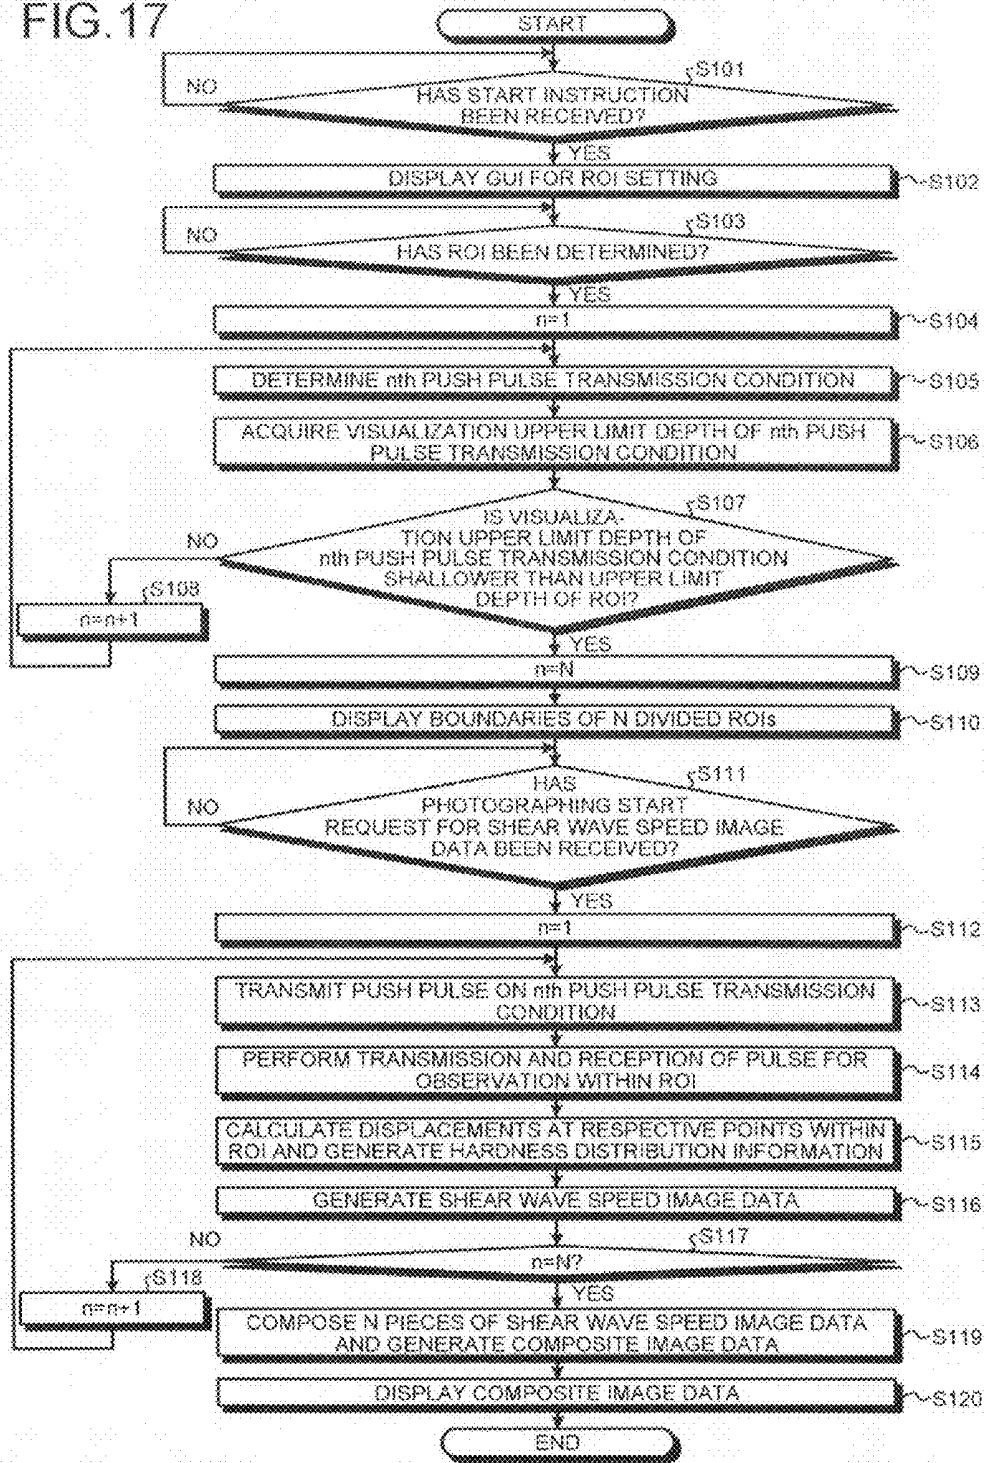 FIG.17
START
S101
NO
HAS START INSTRUCTION
BEEN RECEIVED?
YES
DISPLAY GUI FOR ROI SETTING
S102
S103
NO
HAS ROI BEEN DETERMINED?
YES
n=1
S104
DETERMINE nth PUSH PULSE TRANSMISSION CONDITION
S105
ACQUIRE VISUALIZATION UPPER LIMIT DEPTH OF nth PUSH
PULSE TRANSMISSION CONDITION
S106
S107
IS VISUALIZA-
TION UPPER LIMIT DEPTH OF
NO
nth PUSH PULSE TRANSMISSION CONDITION
SHALLOWER THAN UPPER LIMIT
DEPTH OF ROI?
S108
n=n+1
YES
n=N
S109
DISPLAY BOUNDARIES OF N DIVIDED ROIs
S110
S111
HAS
PHOTOGRAPHING START
NO
REQUEST FOR SHEAR WAVE SPEED IMAGE
DATA BEEN RECEIVED?
YES
n=1
S112
TRANSMIT PUSH PULSE ON nth PUSH PULSE TRANSMISSION
CONDITION
S113
PERFORM TRANSMISSION AND RECEPTION OF PULSE FOR
OBSERVATION WITHIN ROI
S114
CALCULATE DISPLACEMENTS AT RESPECTIVE POINTS WITHIN
ROI AND GENERATE HARDNESS DISTRIBUTION INFORMATION
S115
GENERATE SHEAR WAVE SPEED IMAGE DATA
S116
S117
NO
n=N?
S118
n=n+1
YES
COMPOSE N PIECES OF SHEAR WAVE SPEED IMAGE DATA
AND GENERATE COMPOSITE IMAGE DATA
S119
DISPLAY COMPOSITE IMAGE DATA
S120
END